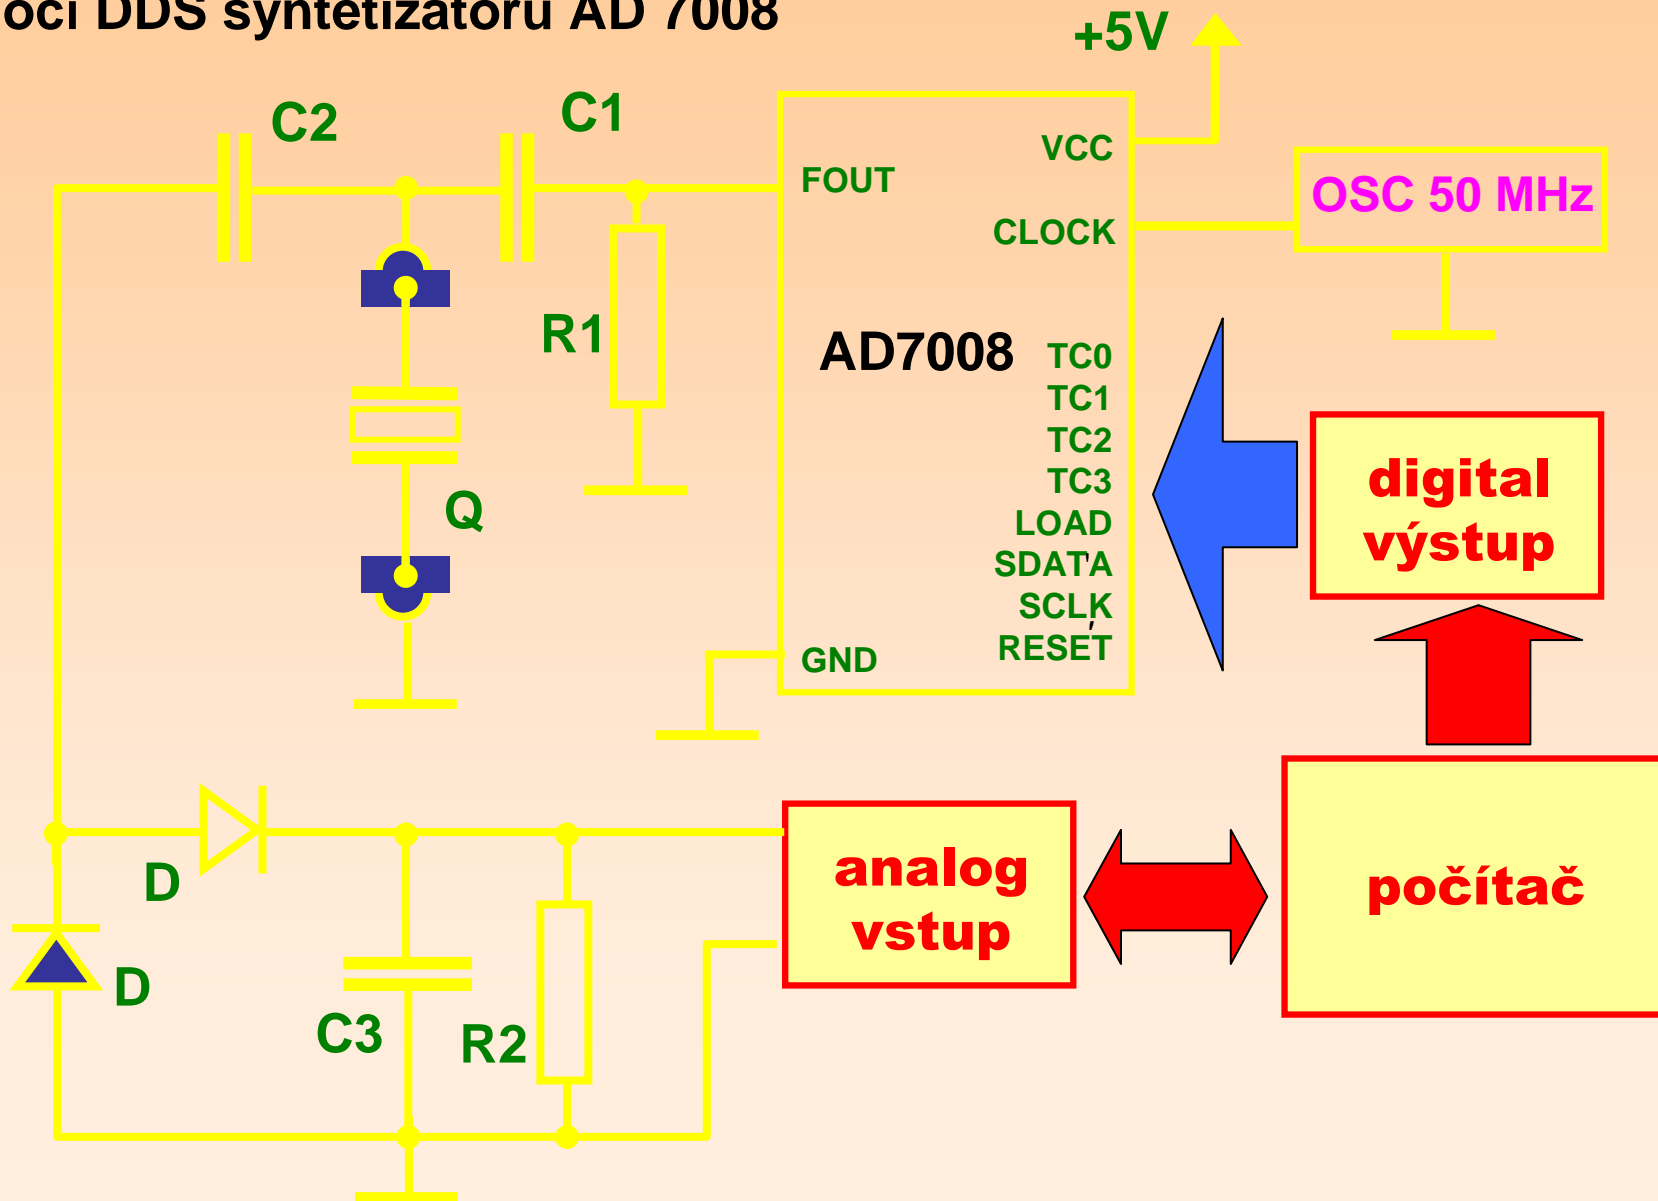 oci DDS syntetizátoru AD 7008
+5V
C2
C1
VCC
FOUT
OSC 50 MHz
CLOCK
R1
AD7008
TC0
TC1
TC2
TC3
LOAD
SDATA
SCLK
RESET
GND
Q
digital
výstup
D
analog
vstup
počítač
D
C3
R2